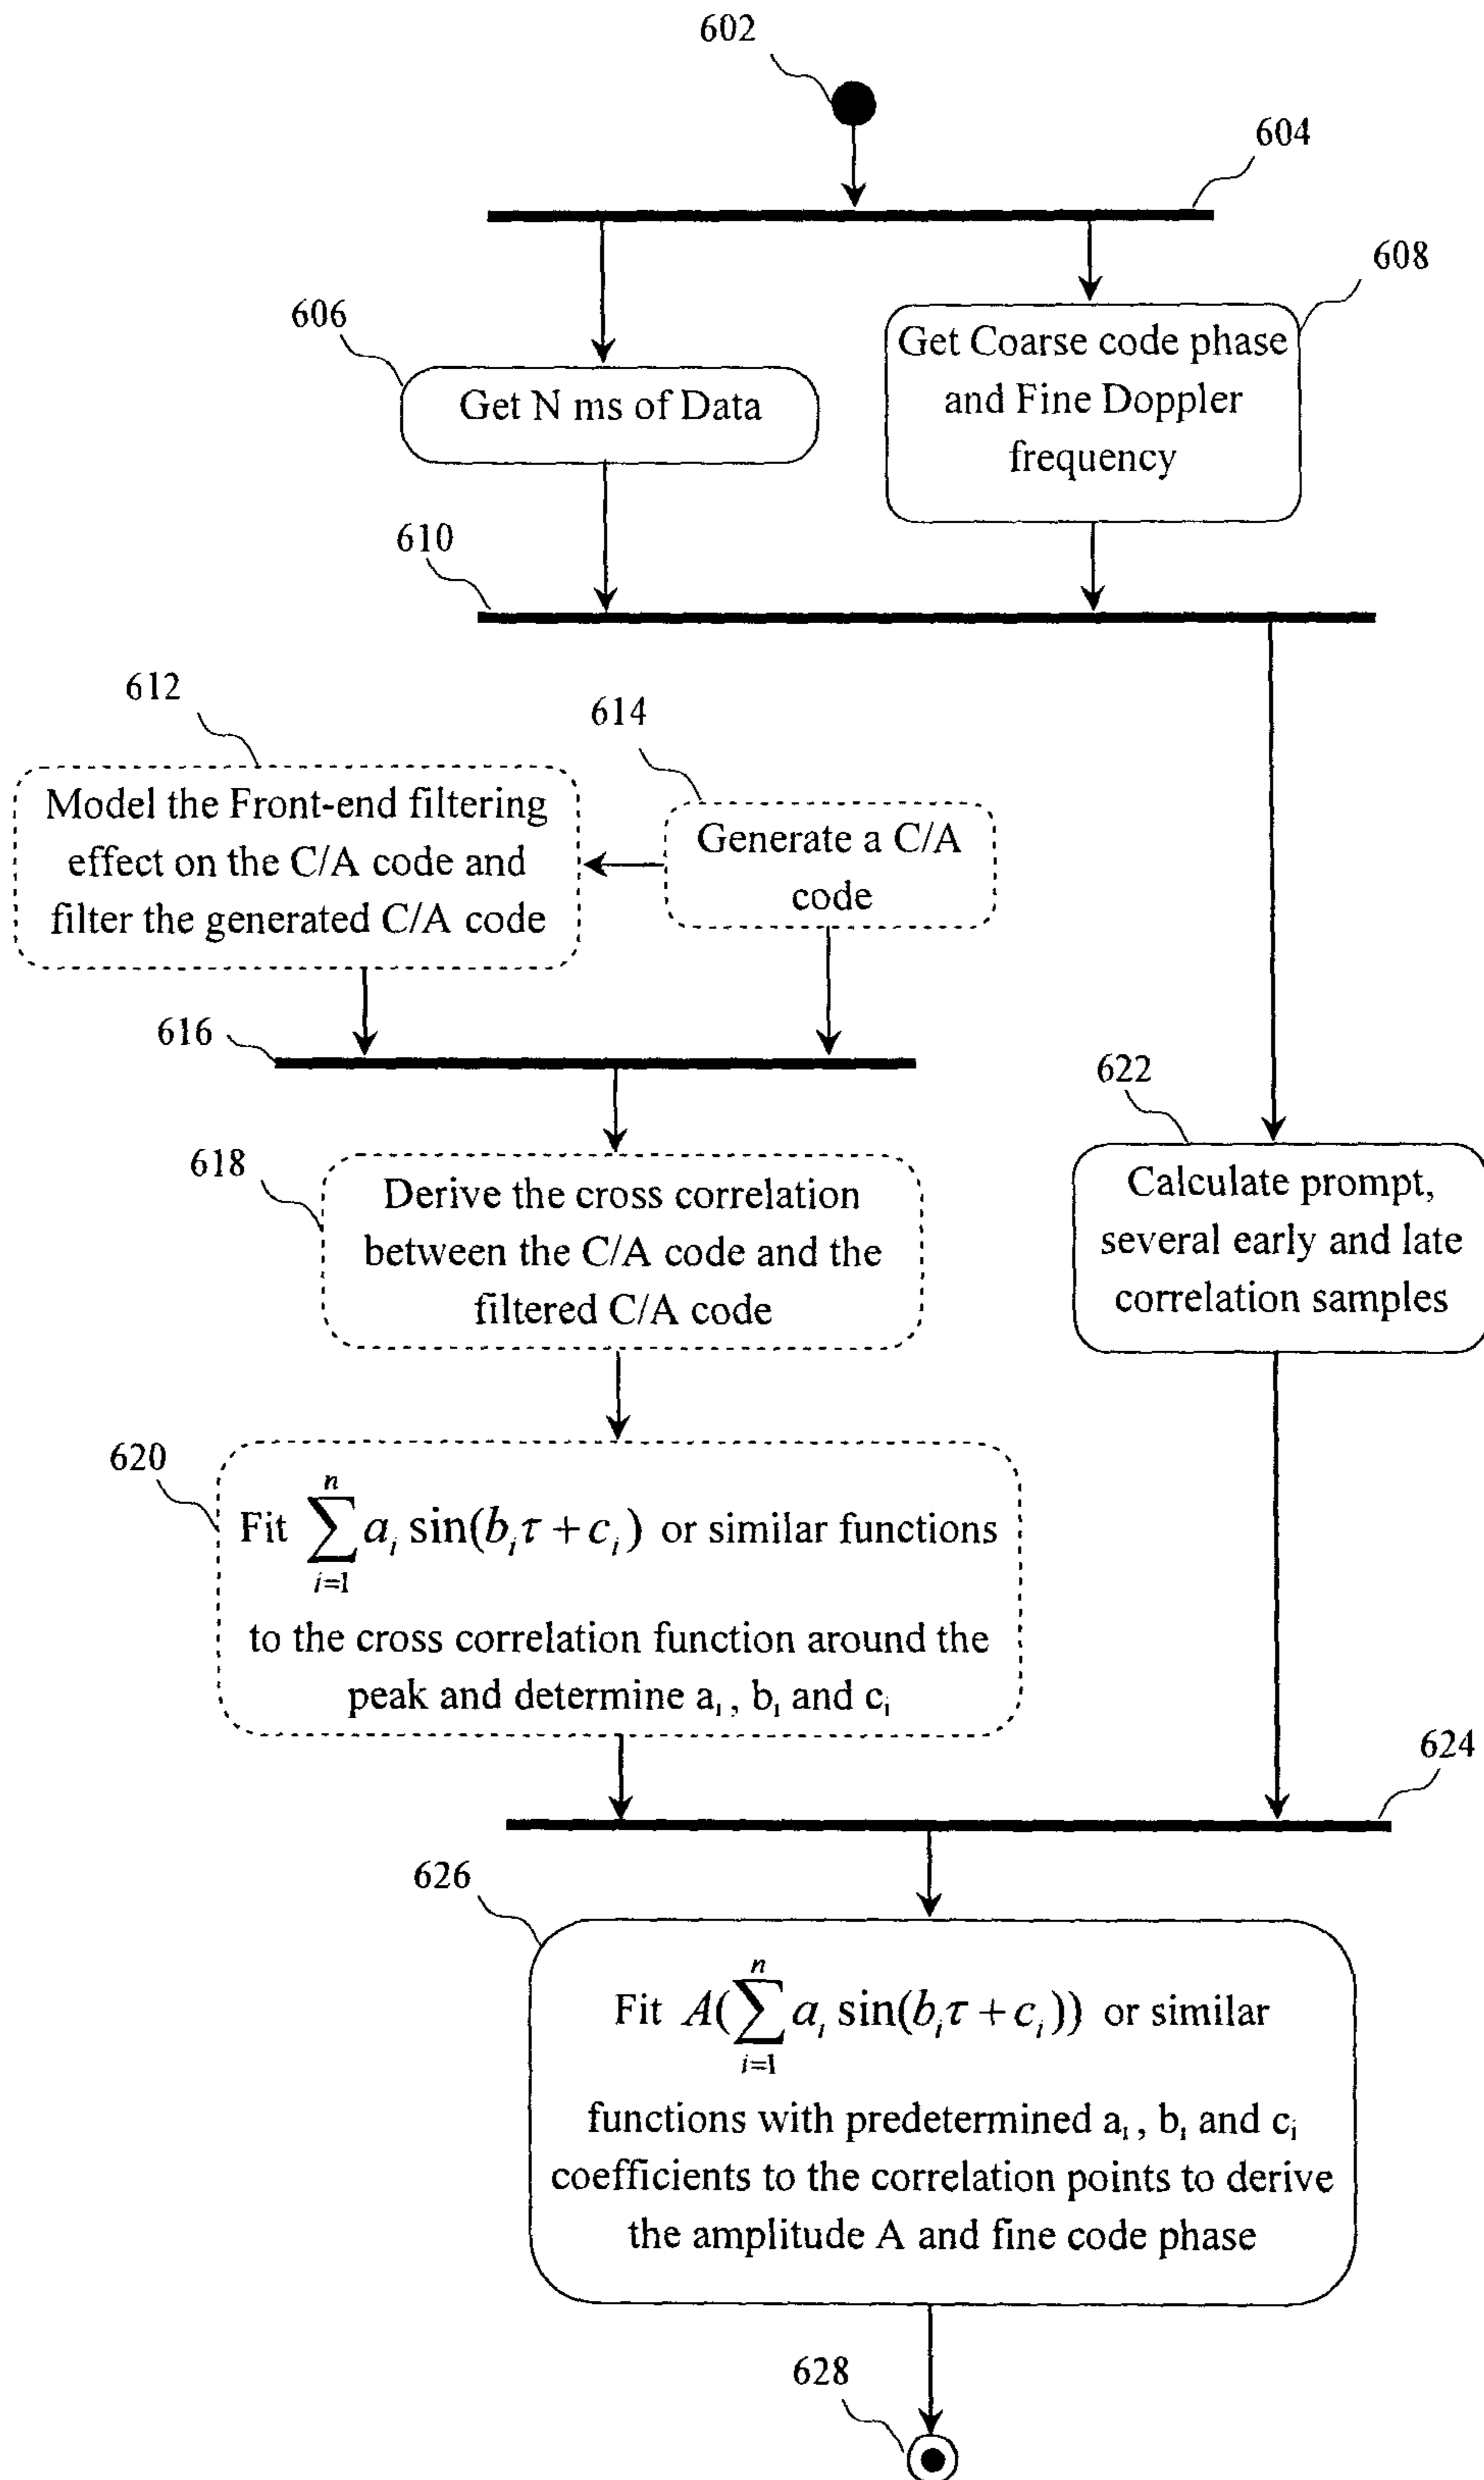 602
604
608
606
Get Coarse code phase
and Fine Doppler
frequency
Get N ms of Data
610
612
614
Model the Front-end filtering
effect on the C/A code and
filter the generated C/A code
Generate a C/A
code
616
622
618
Derive the cross correlation
between the C/A code and the
filtered C/A code
Calculate prompt,
several early and late
correlation samples
620
Fit \sum_{i=1}^{n} a_i \sin(b_i \tau + c_i) or similar functions
to the cross correlation function around the
peak and determine a_i, b_i and c_i
624
626
Fit A(\sum_{i=1}^{n} a_i \sin(b_i \tau + c_i)) or similar
functions with predetermined a_i, b_i and c_i
coefficients to the correlation points to derive
the amplitude A and fine code phase
628